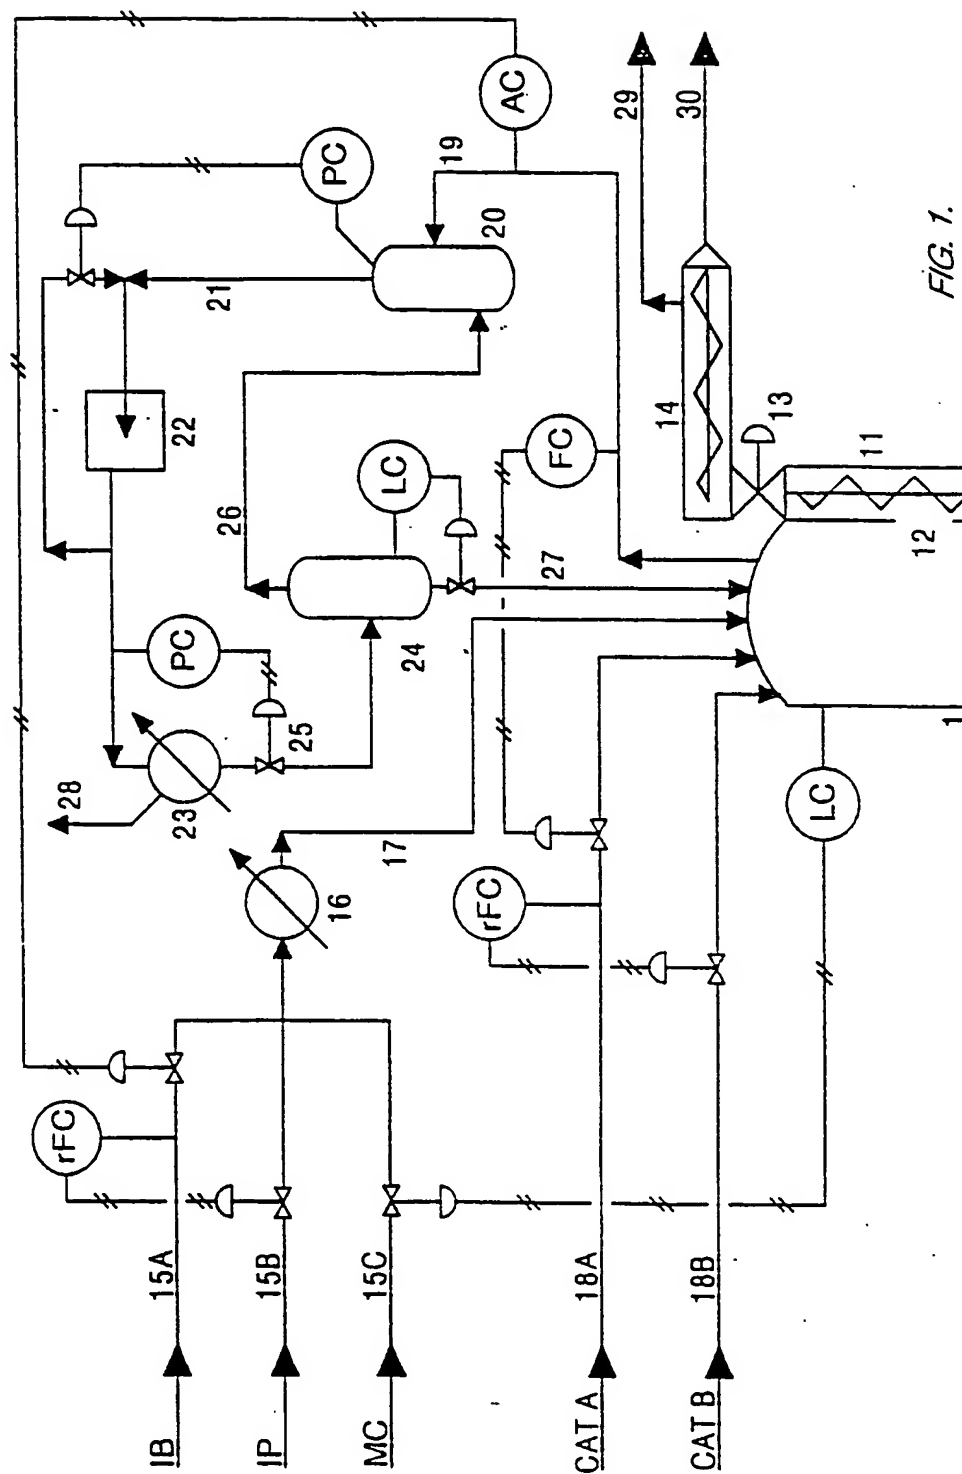 IB
IP
MC
CAT A
CAT B
15A
15B
15C
18A
18B
rFC
rFC
16
17
28
23
25
PC
24
22
26
LC
27
21
20
PC
19
AC
FC
29
30
14
13
11
12
1
LC
FIG. 1.